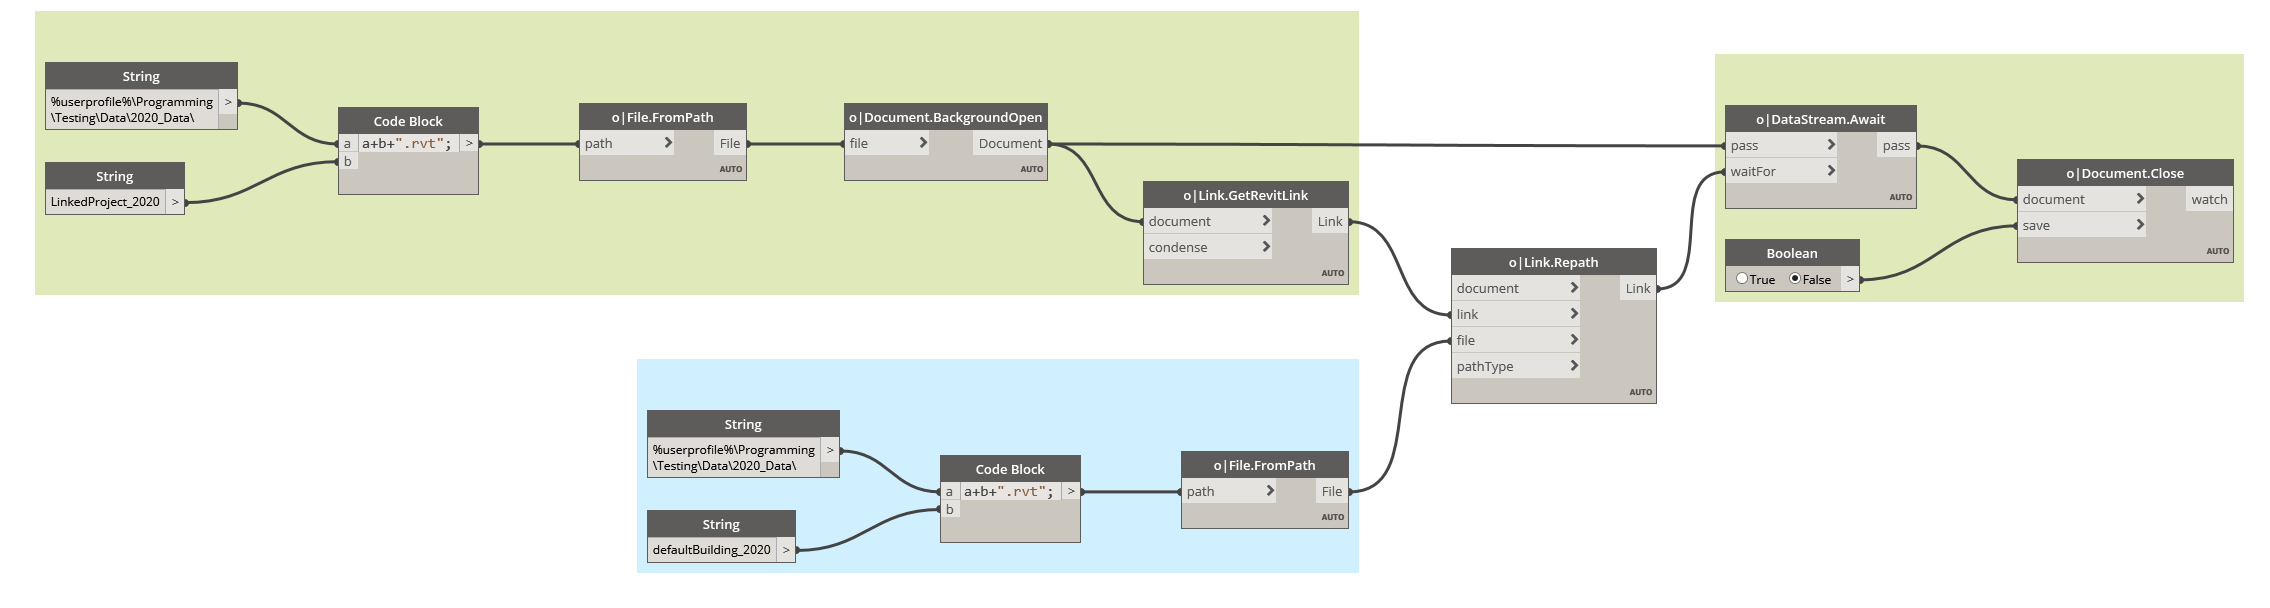 String
%userprofile%\Programming
\Testing\Data\2020_Data\
>
String
LinkedProject_2020
>
Code Block
a
a+b+".rvt";
>
b
o|File.FromPath
path
File
AUTO
o|Document.BackgroundOpen
file
Document
AUTO
o|Link.GetRevitLink
document
Link
condense
AUTO
String
%userprofile%\Programming
\Testing\Data\2020_Data\
>
String
defaultBuilding_2020
>
Code Block
a
a+b+".rvt";
>
b
o|File.FromPath
path
File
AUTO
o|Link.Repath
document
Link
link
file
pathType
AUTO
o|DataStream.Await
pass
pass
waitFor
AUTO
Boolean
True
False
>
o|Document.Close
document
watch
save
AUTO